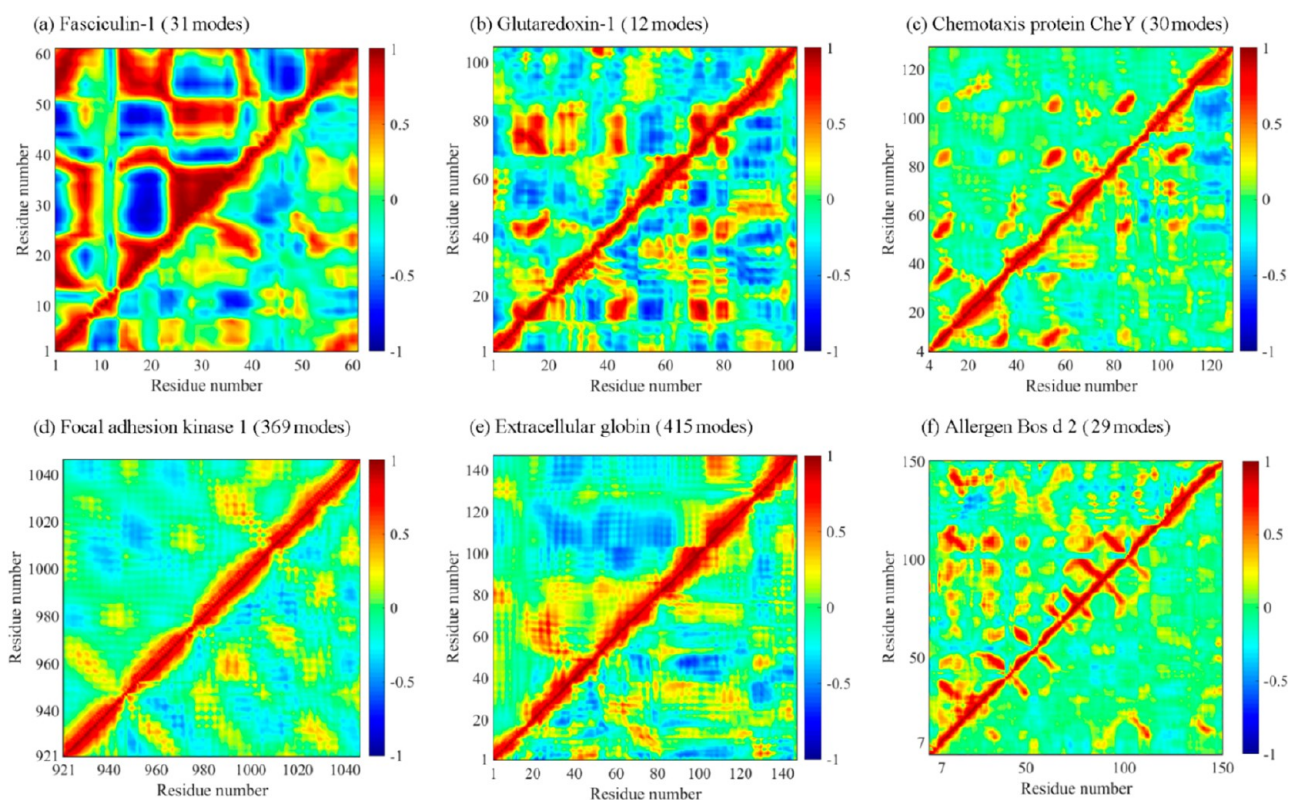 (a) Fasciculin-1 (31 modes)
60
50
40
30
20
10
1
1 10 20 30 40 50 60
Residue number
Residue number
1
0.5
0
-0.5
-1
(b) Glutaredoxin-1 (12 modes)
100
80
60
40
20
1
1 20 40 60 80 100
Residue number
Residue number
1
0.5
0
-0.5
-1
(c) Chemotaxis protein CheY (30 modes)
120
100
80
60
40
20
4
4 20 40 60 80 100 120
Residue number
Residue number
1
0.5
0
-0.5
-1
(d) Focal adhesion kinase 1 (369 modes)
1040
1020
1000
980
960
940
921
921 940 960 980 1000 1020 1040
Residue number
Residue number
1
0.5
0
-0.5
-1
(e) Extracellular globin (415 modes)
140
120
100
80
60
40
20
1
1 20 40 60 80 100 120 140
Residue number
Residue number
1
0.5
0
-0.5
-1
(f) Allergen Bos d 2 (29 modes)
150
100
50
7
7 50 100 150
Residue number
Residue number
1
0.5
0
-0.5
-1